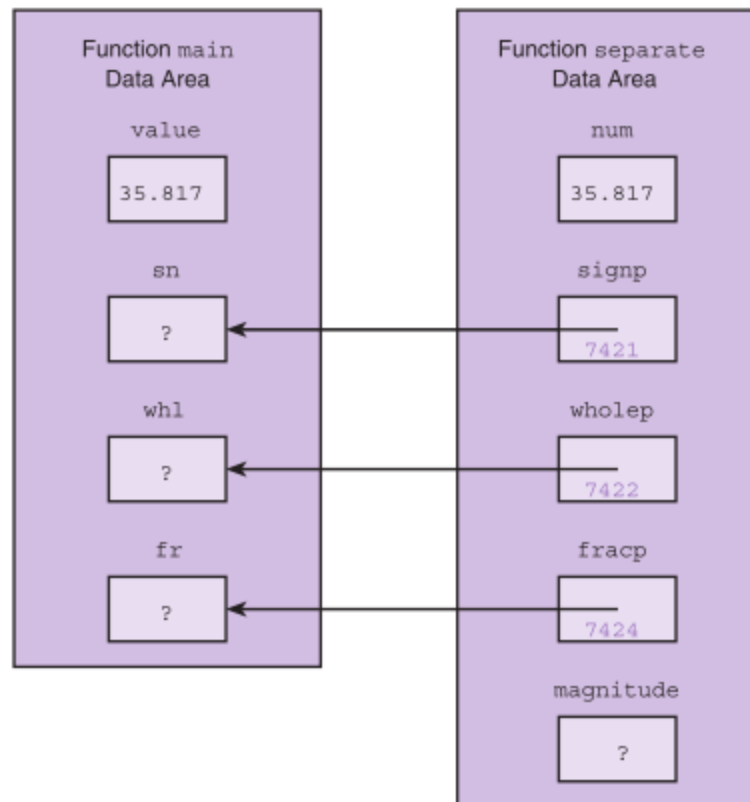 Function main
Data Area
value
35.817
sn
?
whl
?
fr
?
Function separate
Data Area
num
35.817
signp
7421
wholep
7422
fracp
7424
magnitude
?